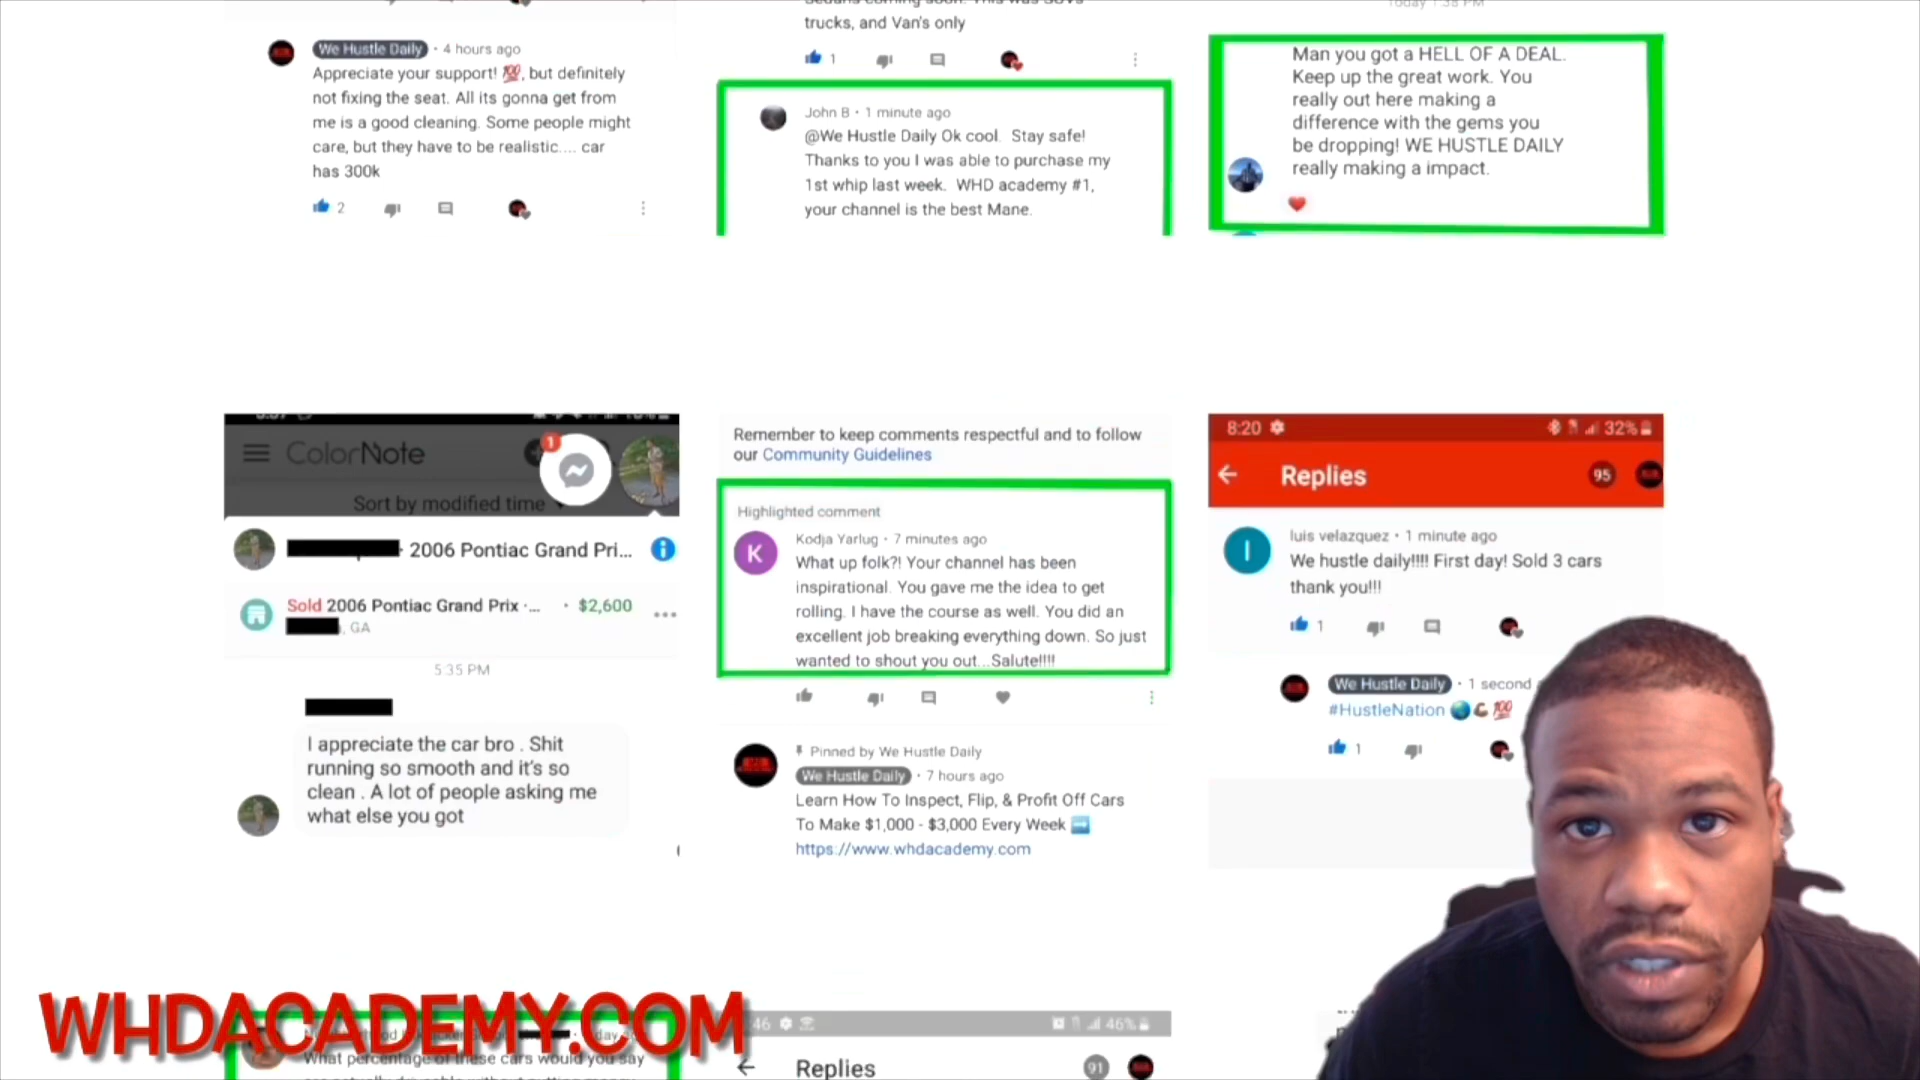 We Hustle Daily • 4 hours ago
Appreciate your support! 💯, but definitely
not fixing the seat. All its gonna get from
me is a good cleaning. Some people might
care, but they have to be realistic.... car
has 300k
2
trucks, and Van's only
1
John B • 1 minute ago
@We Hustle Daily Ok cool. Stay safe!
Thanks to you I was able to purchase my
1st whip last week. WHD academy #1,
your channel is the best Mane.
Today 1:38 PM
Man you got a HELL OF A DEAL.
Keep up the great work. You
really out here making a
difference with the gems you
be dropping! WE HUSTLE DAILY
really making a impact.
ColorNote
1
Sort by modified time
2006 Pontiac Grand Pri...
Sold 2006 Pontiac Grand Prix ·... • $2,600
, GA
5:35 PM
I appreciate the car bro . Shit
running so smooth and it's so
clean . A lot of people asking me
what else you got
Remember to keep comments respectful and to follow
our Community Guidelines
Highlighted comment
K
Kodja Yarlug • 7 minutes ago
What up folk?! Your channel has been
inspirational. You gave me the idea to get
rolling. I have the course as well. You did an
excellent job breaking everything down. So just
wanted to shout you out...Salute!!!!
Pinned by We Hustle Daily
We Hustle Daily • 7 hours ago
Learn How To Inspect, Flip, & Profit Off Cars
To Make $1,000 - $3,000 Every Week ➡️
https://www.whdacademy.com
8:20 32%
Replies 95
l
luis velazquez • 1 minute ago
We hustle daily!!!! First day! Sold 3 cars
thank you!!!
1
We Hustle Daily • 1 second
#HustleNation 🌎💪🏾💯
1
WHDACADEMY.COM
What percentage of these cars would you say
46%
Replies 91